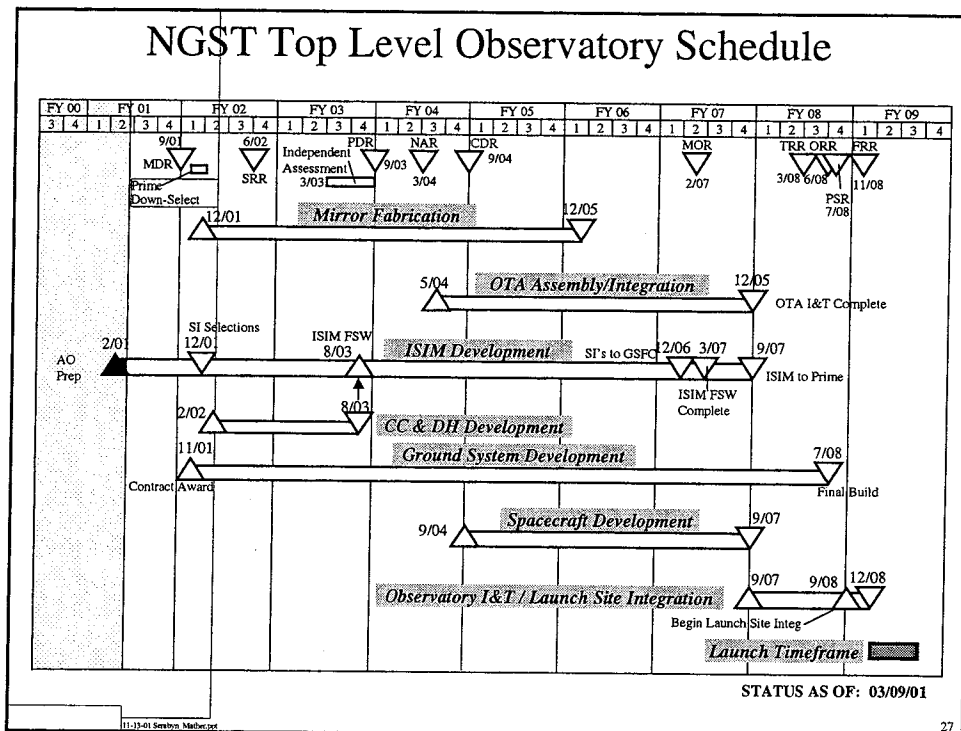 NGST Top Level Observatory Schedule
FY 00 FY 01 FY 02 FY 03 FY 04 FY 05 FY 06 FY 07 FY 08 FY 09
3 4 1 2 3 4 1 2 3 4 1 2 3 4 1 2 3 4 1 2 3 4 1 2 3 4 1 2 3 4 1 2 3 4 1 2 3 4
9/01 MDR
Prime
Down-Select
6/02 SRR
Independent
Assessment
3/03
PDR 9/03
NAR 3/04
CDR 9/04
MOR 2/07
TRR 3/08
ORR 6/08
PSR
7/08
FRR 11/08
12/01 Mirror Fabrication 12/05
5/04 OTA Assembly/Integration 12/05
OTA I&T Complete
AO
Prep
2/01
SI Selections
12/01
ISIM FSW
8/03
ISIM Development
SI's to GSFC 12/06
3/07
ISIM FSW
Complete
9/07
ISIM to Prime
2/02 8/03 CC & DH Development
11/01 Ground System Development 7/08
Contract Award
Final Build
9/04 Spacecraft Development 9/07
Observatory I&T / Launch Site Integration 9/07 9/08 12/08
Begin Launch Site Integ
Launch Timeframe
STATUS AS OF: 03/09/01
11-13-01 Serabyn_Mather.ppt
27